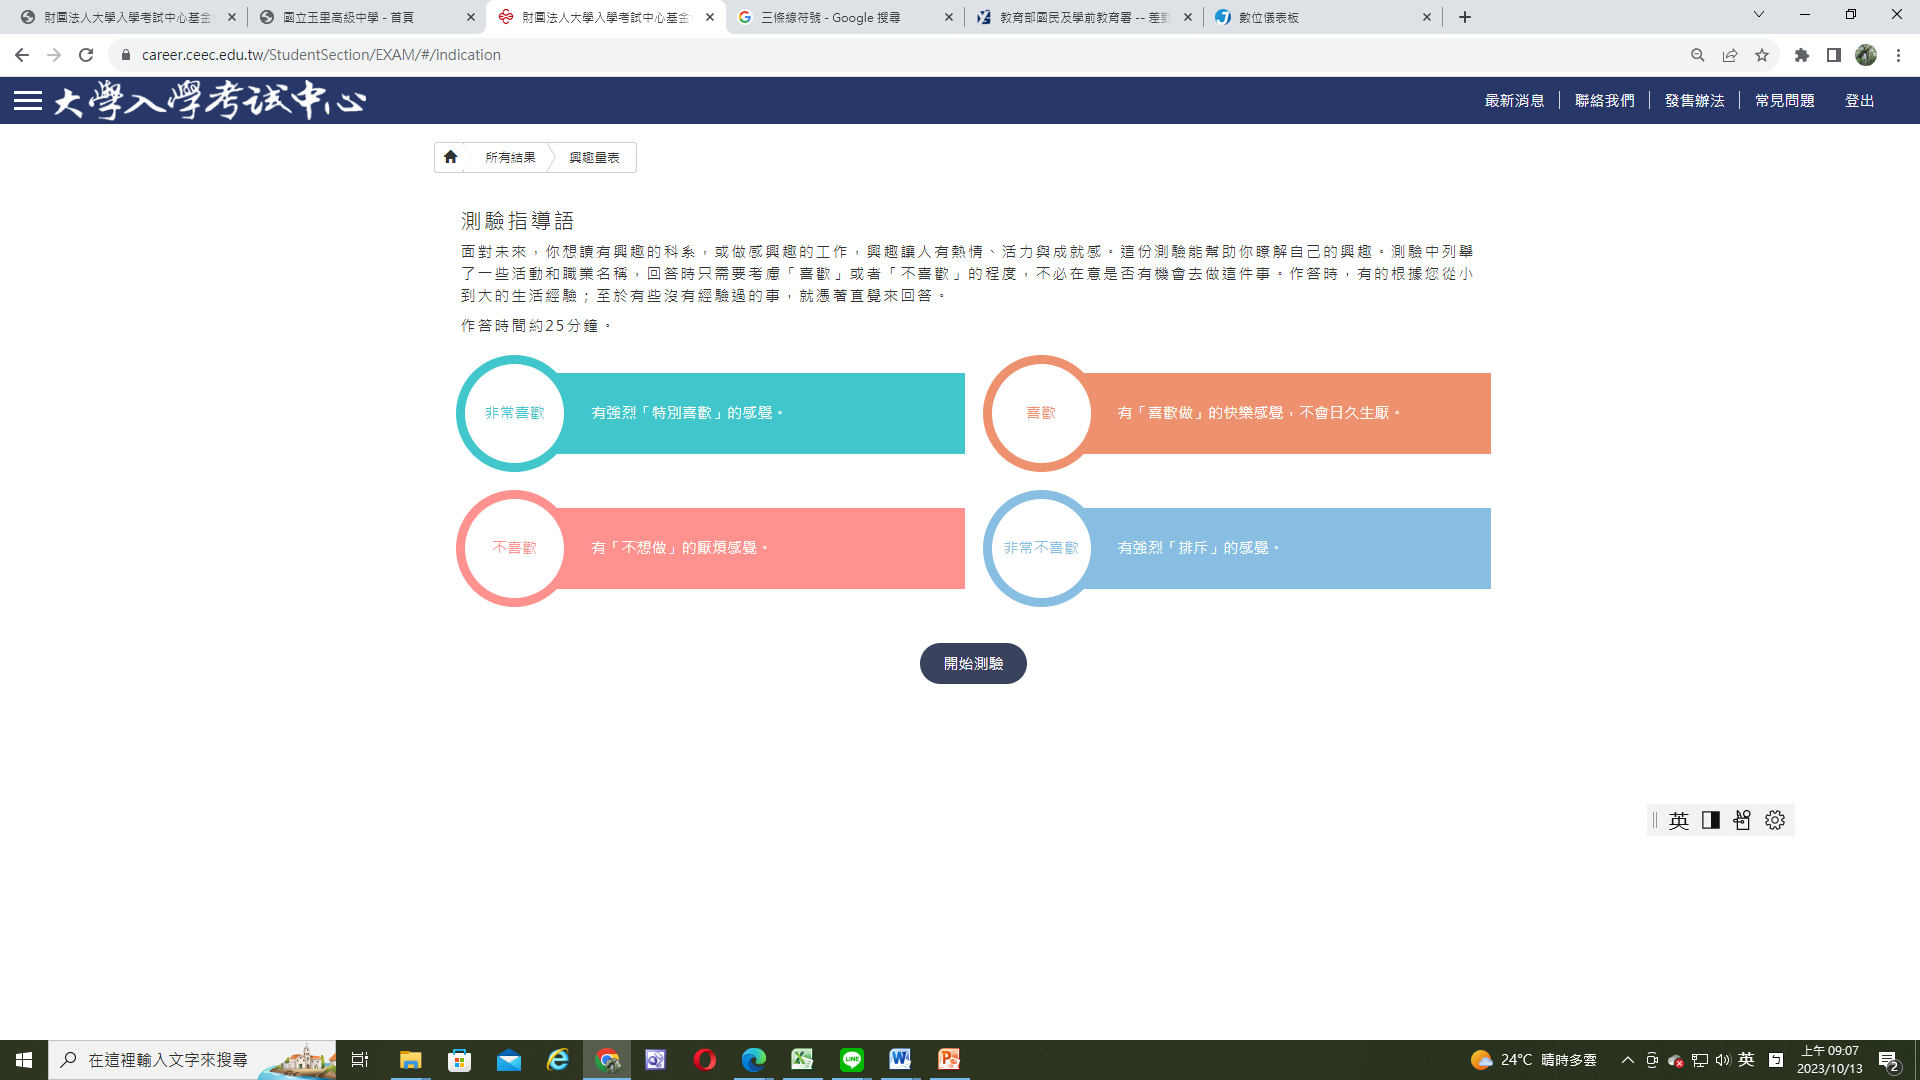 財團法人大學入學考試中心基金
國立玉里高級中學 - 首頁
財團法人大學入學考試中心基金
三條線符號 - Google 搜尋
教育部國民及學前教育署 -- 差勤
數位儀表板
career.ceec.edu.tw/StudentSection/EXAM/#/indication
大學入學考試中心
最新消息
聯絡我們
發售辦法
常見問題
登出
所有結果
興趣量表
測驗指導語
面對未來，你想讀有興趣的科系，或做感興趣的工作，興趣讓人有熱情、活力與成就感。這份測驗能幫助你瞭解自己的興趣。測驗中列舉
了一些活動和職業名稱，回答時只需要考慮「喜歡」或者「不喜歡」的程度，不必在意是否有機會去做這件事。作答時，有的根據您從小
到大的生活經驗；至於有些沒有經驗過的事，就憑著直覺來回答。
作答時間約25分鐘。
非常喜歡
有強烈「特別喜歡」的感覺。
喜歡
有「喜歡做」的快樂感覺，不會日久生厭。
不喜歡
有「不想做」的厭煩感覺。
非常不喜歡
有強烈「排斥」的感覺。
開始測驗
英
在這裡輸入文字來搜尋
24°C 晴時多雲
英
上午 09:07
2023/10/13
2